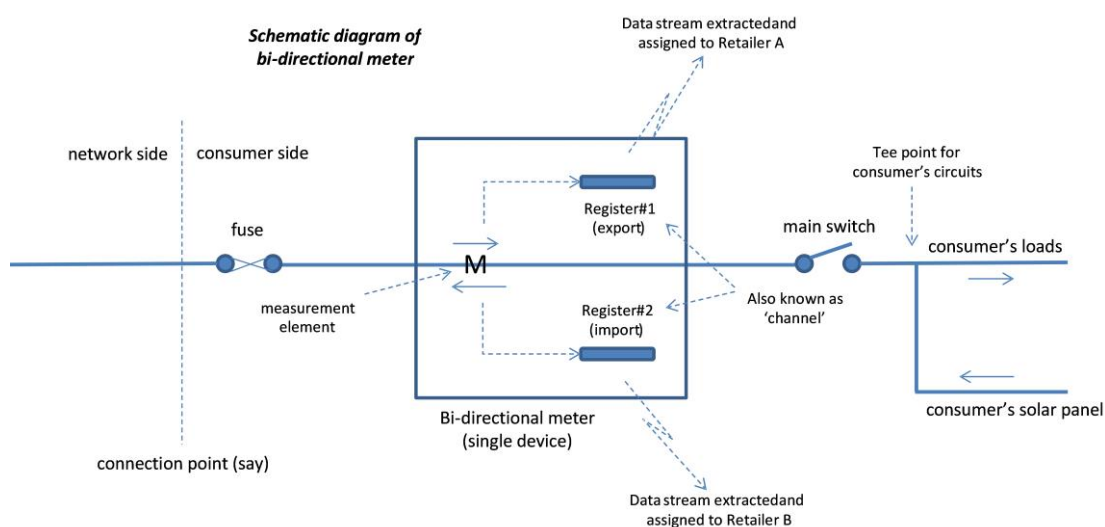 Schematic diagram of
bi-directional meter
Data stream extractedand
assigned to Retailer A
network side
consumer side
Tee point for
consumer's circuits
fuse
Register#1
(export)
main switch
consumer's loads
M
measurement
element
Register#2
(import)
Also known as
'channel'
Bi-directional meter
(single device)
consumer's solar panel
connection point (say)
Data stream extractedand
assigned to Retailer B